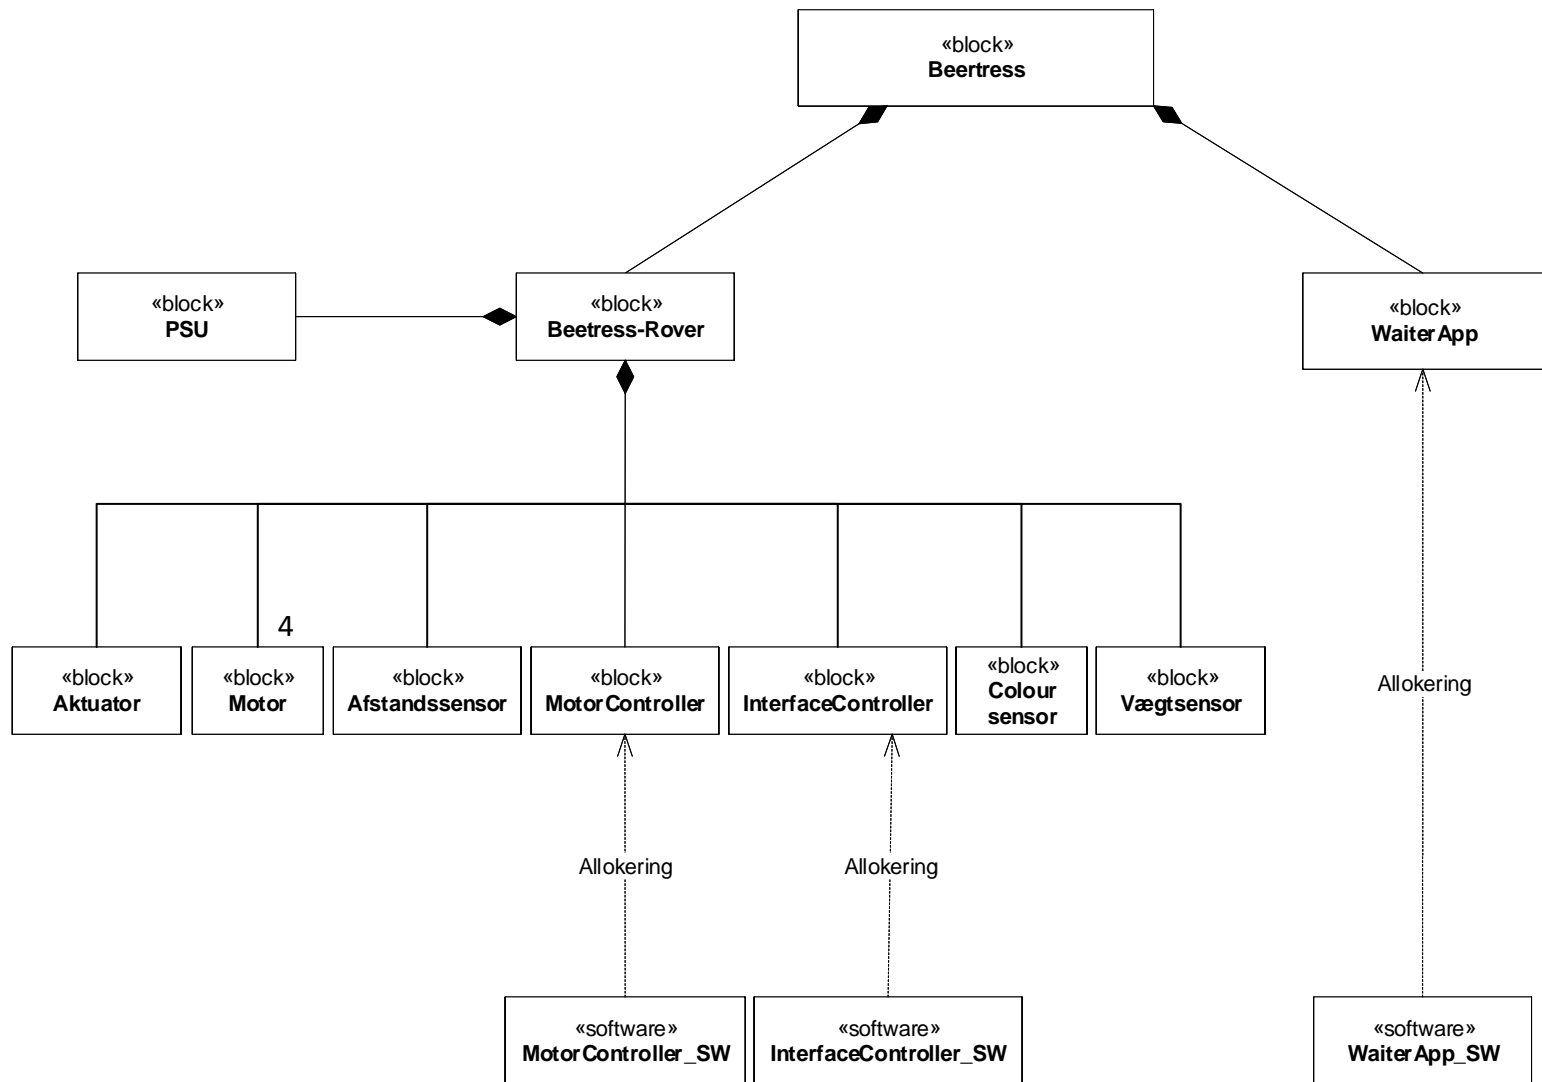 «block»
Beertress
«block»
PSU
«block»
Beetress-Rover
«block»
WaiterApp
4
«block»
Aktuator
«block»
Motor
«block»
Afstandssensor
«block»
MotorController
«block»
InterfaceController
«block»
Colour
sensor
«block»
Vægtsensor
Allokering
Allokering
Allokering
«software»
MotorController_SW
«software»
InterfaceController_SW
«software»
WaiterApp_SW